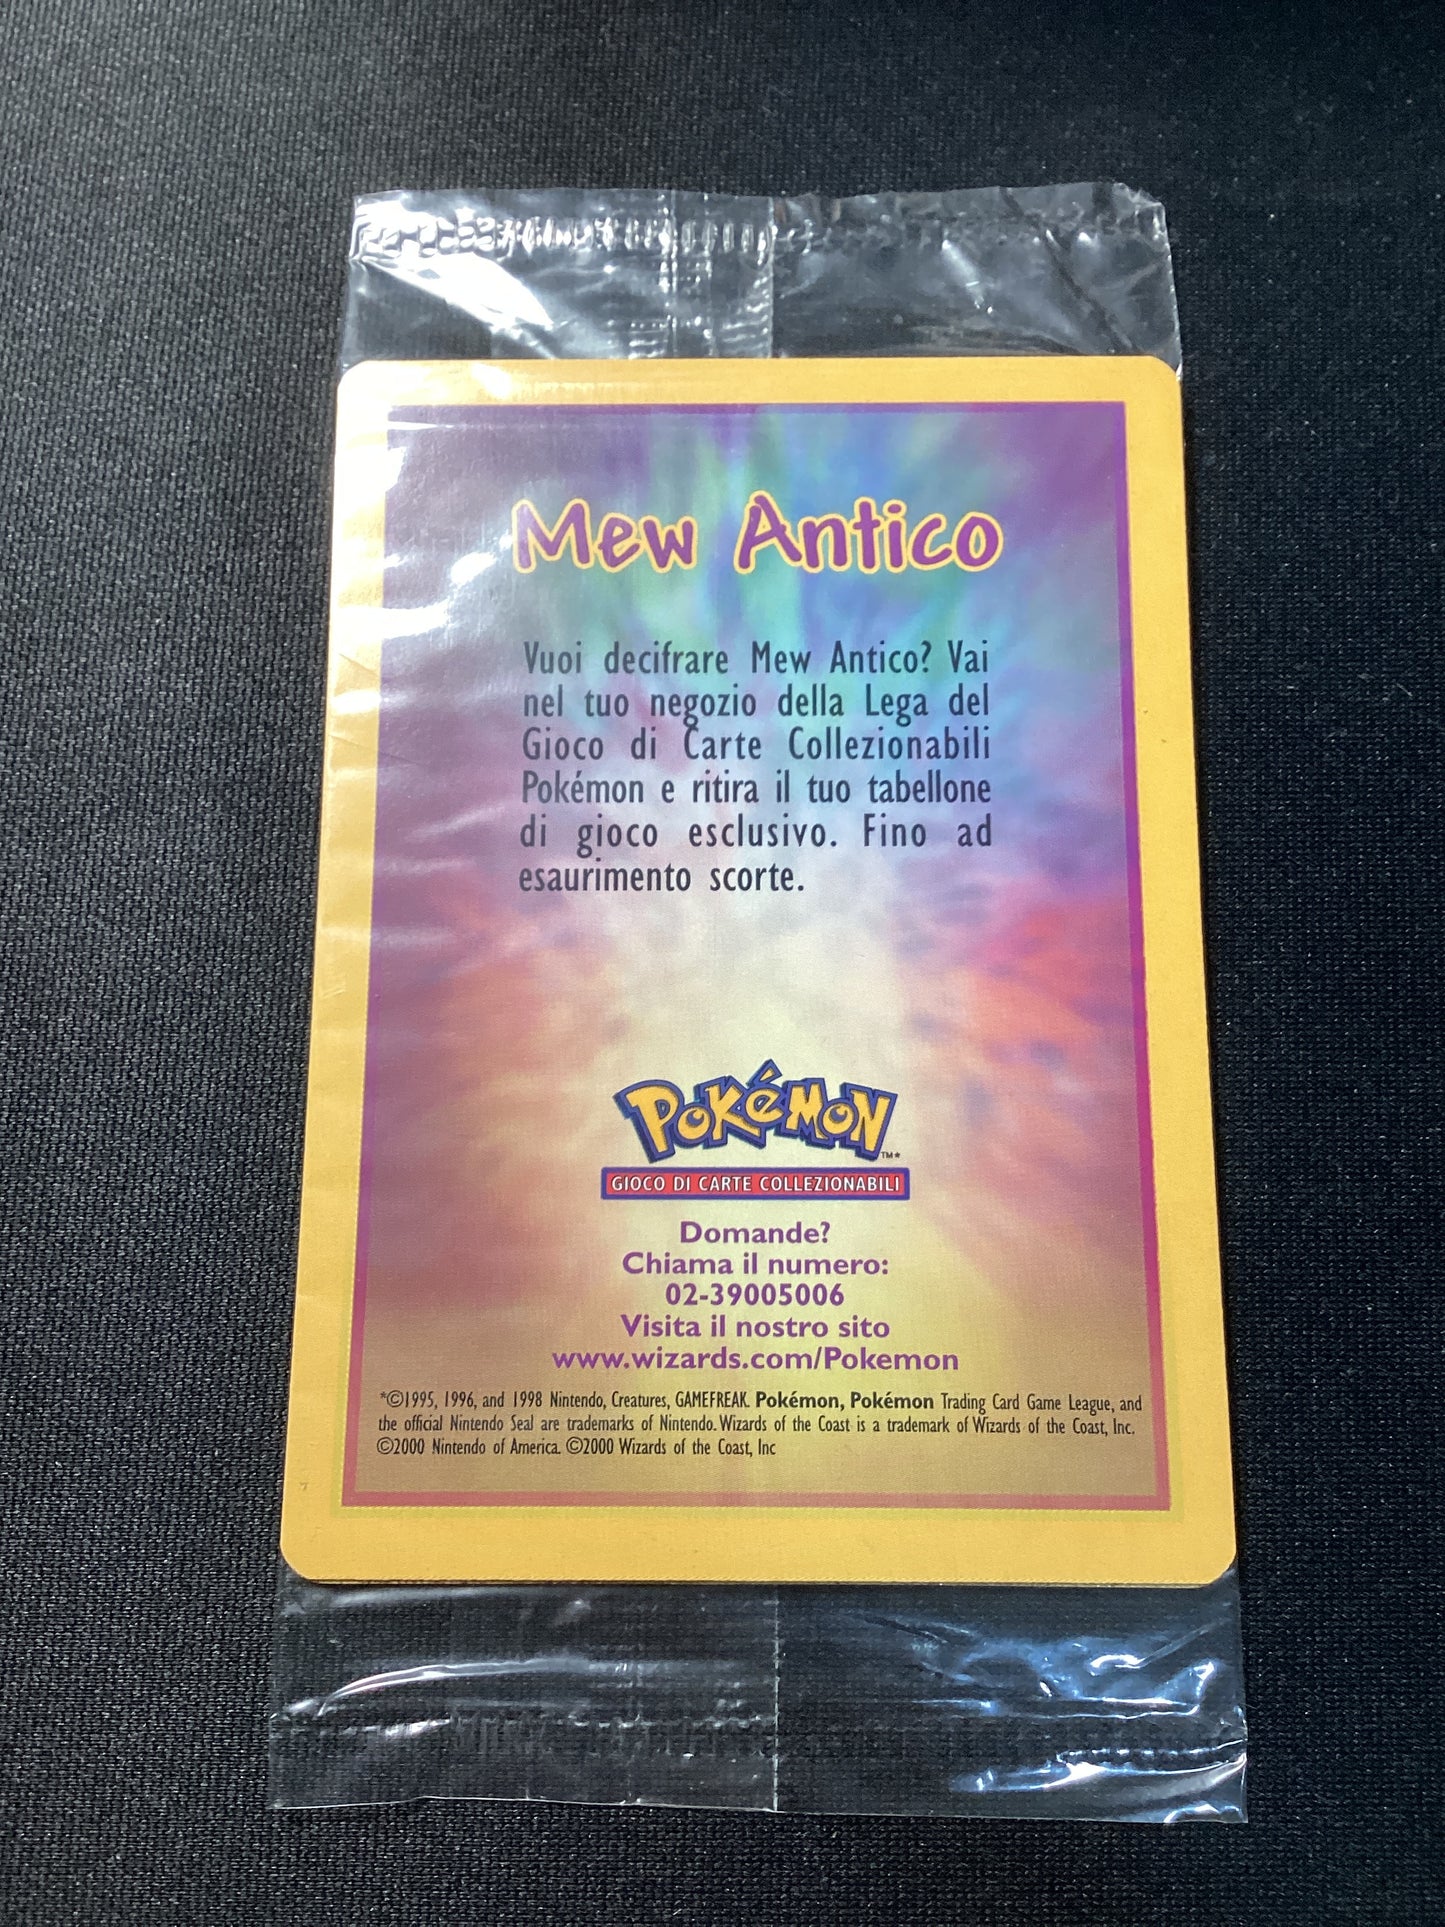 Mew Antico
Vuoi decifrare Mew Antico? Vai
nel tuo negozio della Lega del
Gioco di Carte Collezionabili
Pokémon e ritira il tuo tabellone
di gioco esclusivo. Fino ad
esaurimento scorte.
POKéMON™*
GIOCO DI CARTE COLLEZIONABILI
Domande?
Chiama il numero:
02-39005006
Visita il nostro sito
www.wizards.com/Pokemon
*©1995, 1996, and 1998 Nintendo, Creatures, GAMEFREAK. Pokémon, Pokémon Trading Card Game League, and
the official Nintendo Seal are trademarks of Nintendo. Wizards of the Coast is a trademark of Wizards of the Coast, Inc.
©2000 Nintendo of America. ©2000 Wizards of the Coast, Inc
7